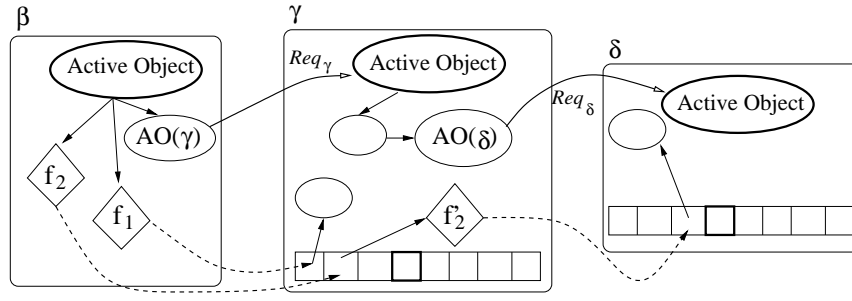 β
γ
δ
Active Object
Req_γ
Active Object
Req_δ
Active Object
AO(γ)
AO(δ)
f_2
f_1
f'_2